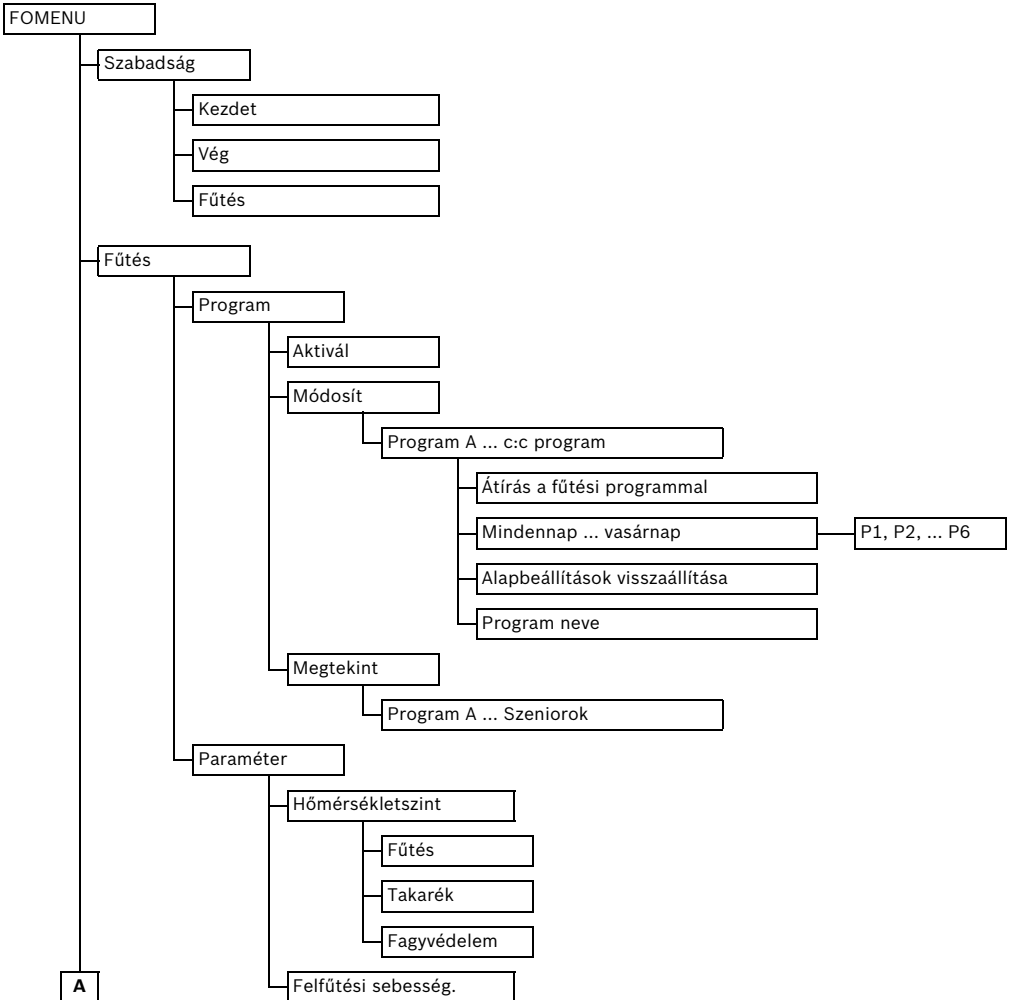 FOMENU
Szabadság
Kezdet
Vég
Fűtés
Fűtés
Program
Aktivál
Módosít
Program A ... c:c program
Átírás a fűtési programmal
Mindennap ... vasárnap
P1, P2, ... P6
Alapbeállítások visszaállítása
Program neve
Megtekint
Program A ... Szeniorok
Paraméter
Hőmérsékletszint
Fűtés
Takarék
Fagyvédelem
Felfűtési sebesség.
A